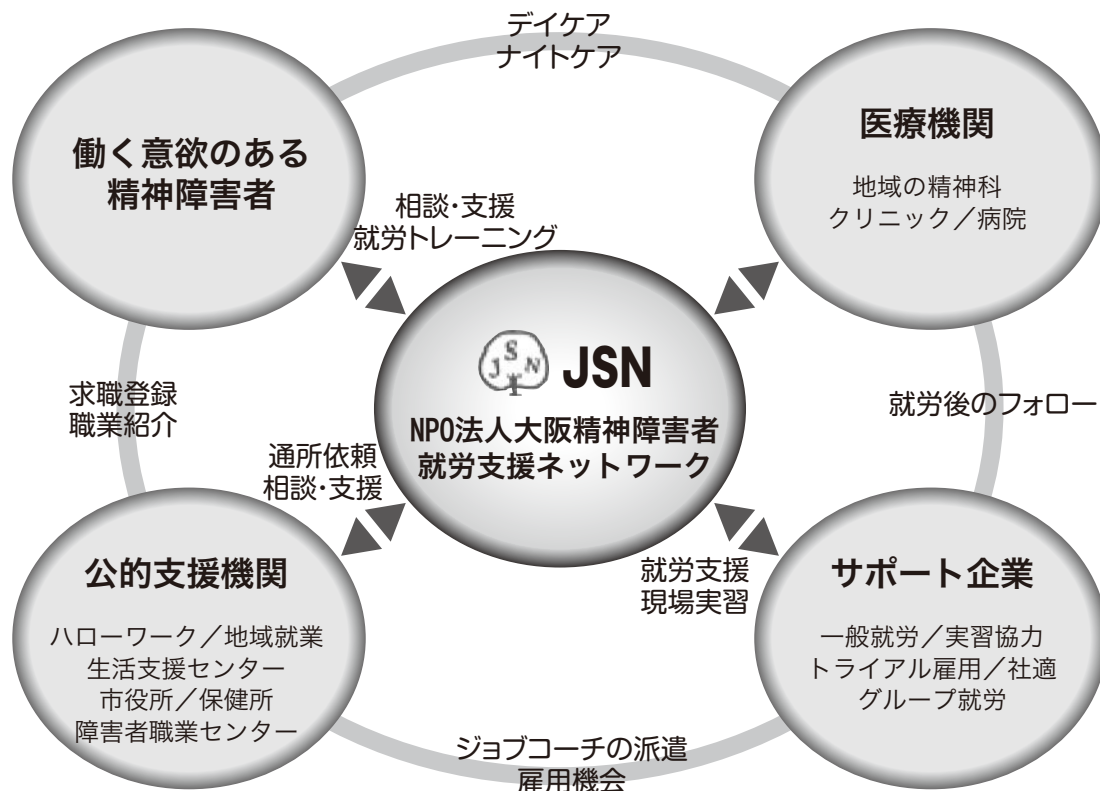 デイケア
ナイトケア
働く意欲のある
精神障害者
医療機関
地域の精神科
クリニック／病院
相談・支援
就労トレーニング
J S N
JSN
NPO法人大阪精神障害者
就労支援ネットワーク
求職登録
職業紹介
就労後のフォロー
通所依頼
相談・支援
公的支援機関
ハローワーク／地域就業
生活支援センター
市役所／保健所
障害者職業センター
就労支援
現場実習
サポート企業
一般就労／実習協力
トライアル雇用／社適
グループ就労
ジョブコーチの派遣
雇用機会